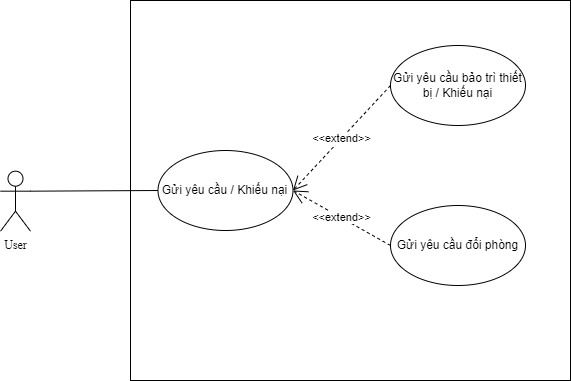 Gửi yêu cầu bảo trì thiết
bị / Khiếu nại
<<extend>>
Gửi yêu cầu / Khiếu nại
<<extend>>
Gửi yêu cầu đổi phòng
User